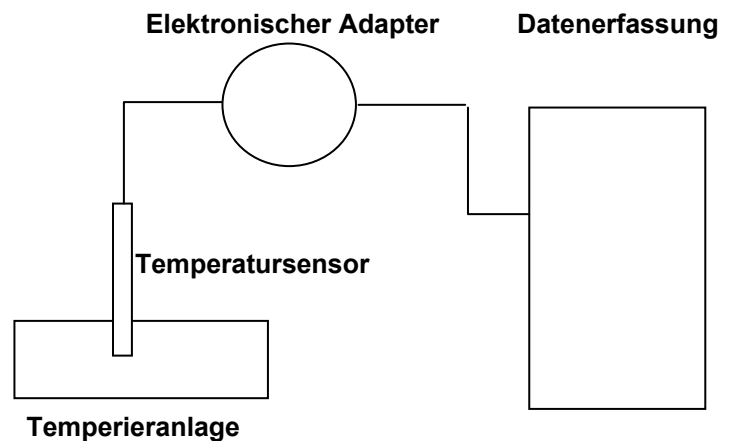 Elektronischer Adapter
Datenerfassung
Temperatursensor
Temperieranlage